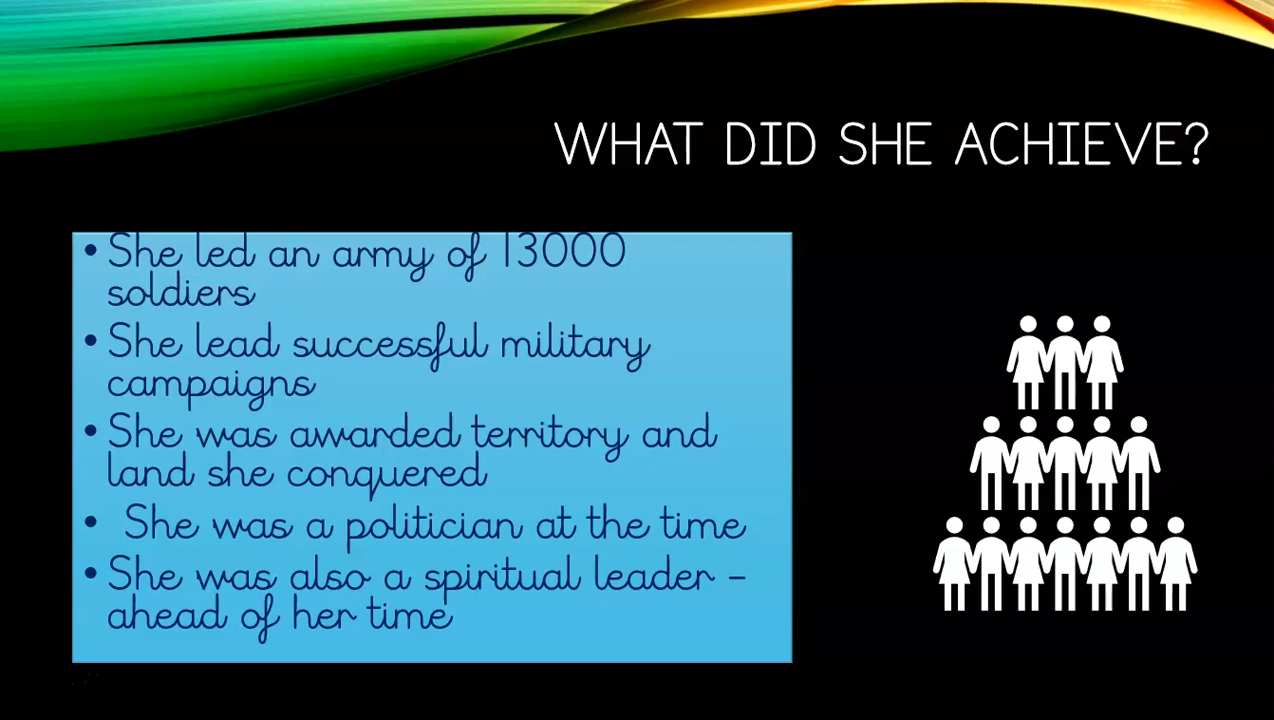 WHAT DID SHE ACHIEVE?
• She led an army of 13000
soldiers
• She lead successful military
campaigns
• She was awarded territory and
land she conquered
• She was a politician at the time
• She was also a spiritual leader –
ahead of her time